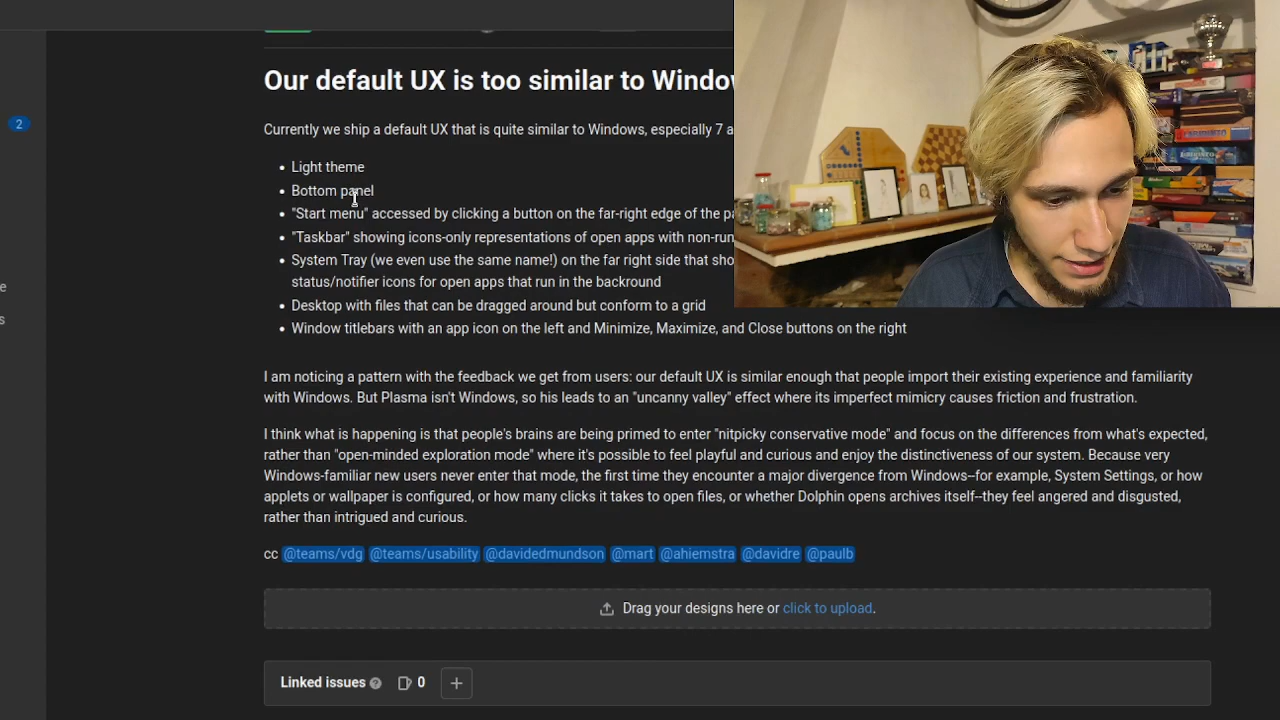 Our default UX is too similar to
2
Currently we ship a default UX that is quite similar to Windows, especially 7
Light theme
Bottom panel
"Start menu" accessed by clicking a button on the far-right edge of the
"Taskbar" showing icons-only representations of open apps with
System Tray (we even use the same name!) on the far right side that
status/notifier icons for open apps that run in the backround
Desktop with files that can be dragged around but conform to a grid
Window titlebars with an app icon on the left and Minimize, Maximize, and Close buttons on the right
I am noticing a pattern with the feedback we get from users: our default UX is similar enough that people import their existing experience and familiarity
with Windows. But Plasma isn't Windows, so his leads to an "uncanny valley" effect where its imperfect mimicry causes friction and frustration.
I think what is happening is that people's brains are being primed to enter "nitpicky conservative mode" and focus on the differences from what's expected,
rather than "open-minded exploration mode" where it's possible to feel playful and curious and enjoy the distinctiveness of our system. Because very
Windows-familiar new users never enter that mode, the first time they encounter a major divergence from Windows--for example, System Settings, or how
applets or wallpaper is configured, or how many clicks it takes to open files, or whether Dolphin opens archives itself--they feel angered and disgusted,
rather than intrigued and curious.
cc @teams/vdg @teams/usability @davidedmundson @mart @ahiemstra @davidre @paulb
Drag your designs here or click to upload.
Linked issues 0